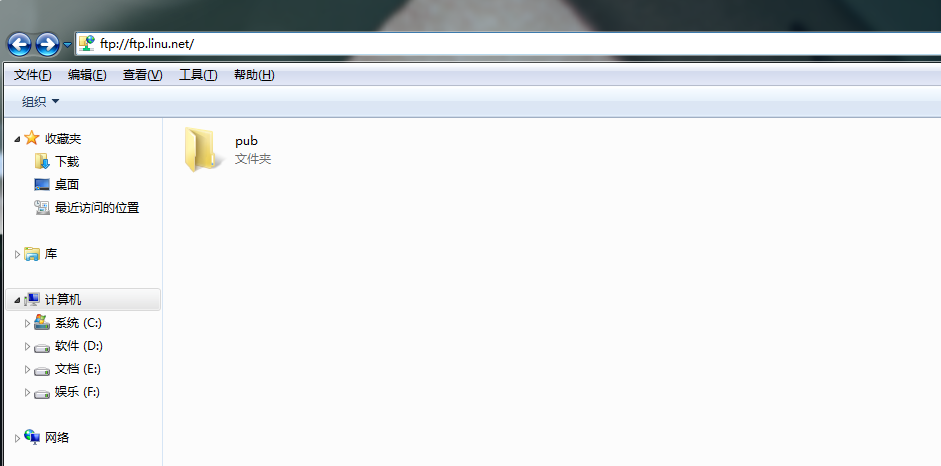 ftp://ftp.linu.net/
文件(F) 编辑(E) 查看(V) 工具(T) 帮助(H)
组织
收藏夹
下载
桌面
最近访问的位置
库
计算机
系统 (C:)
软件 (D:)
文档 (E:)
娱乐 (F:)
网络
pub
文件夹